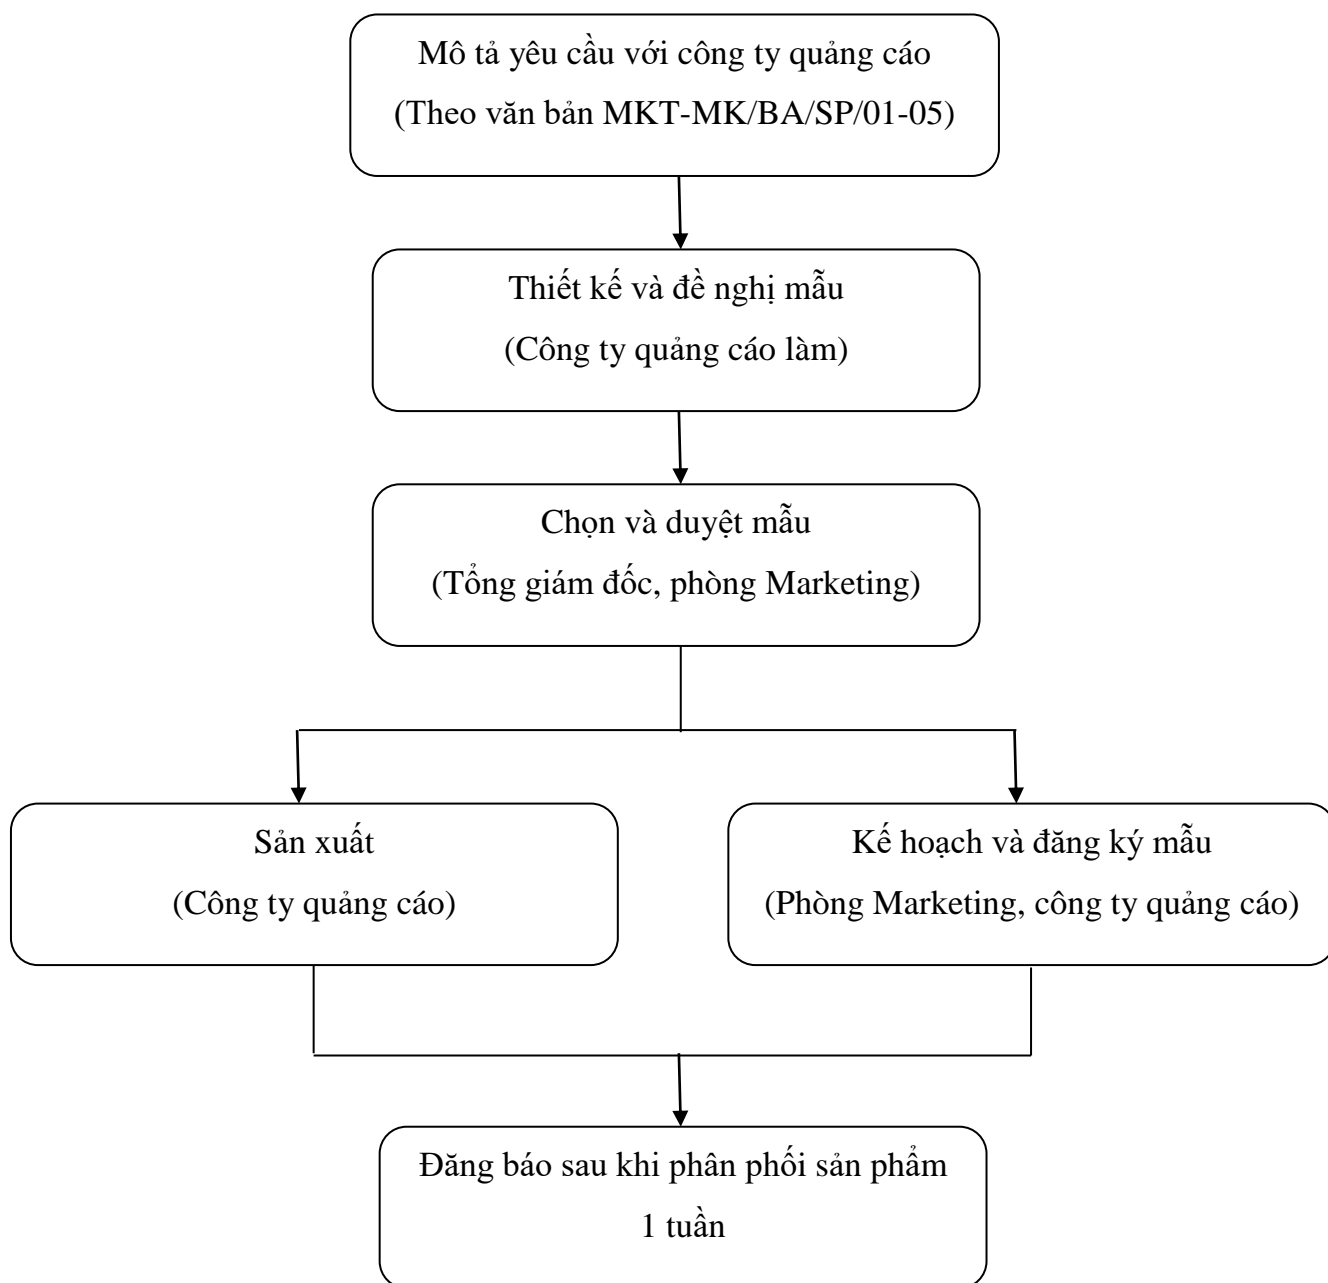 Mô tả yêu cầu với công ty quảng cáo
(Theo văn bản MKT-MK/BA/SP/01-05)
Thiết kế và đề nghị mẫu
(Công ty quảng cáo làm)
Chọn và duyệt mẫu
(Tổng giám đốc, phòng Marketing)
Sản xuất
(Công ty quảng cáo)
Kế hoạch và đăng ký mẫu
(Phòng Marketing, công ty quảng cáo)
Đăng báo sau khi phân phối sản phẩm
1 tuần